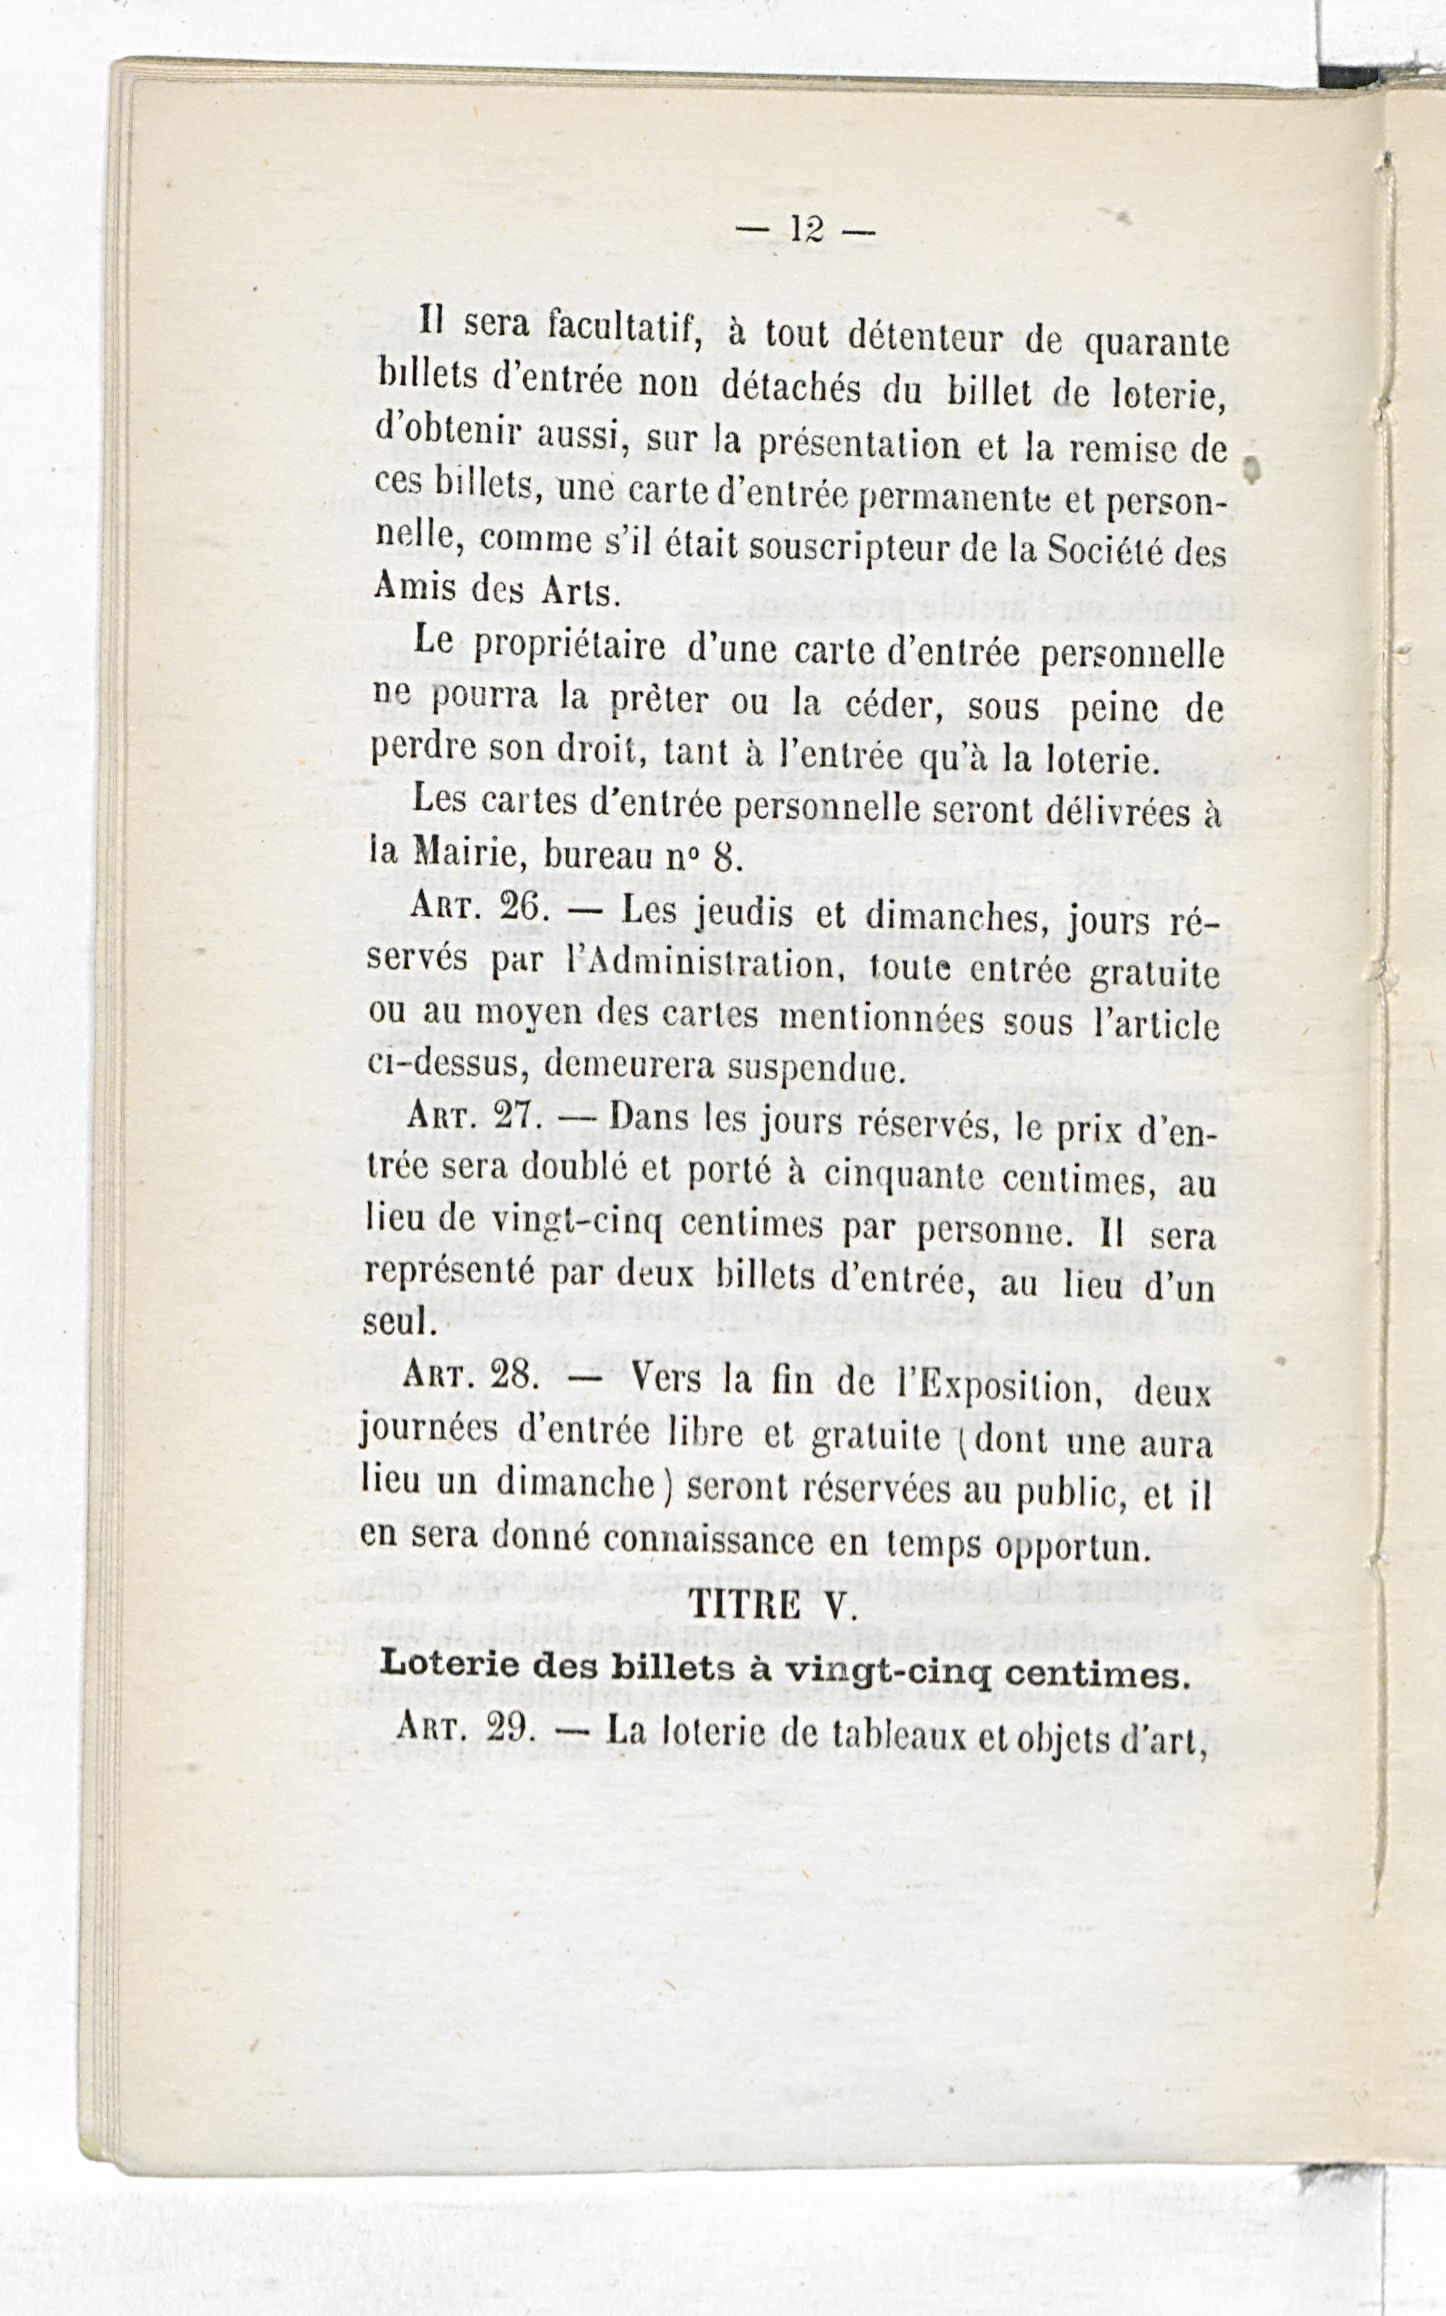 — 12 —
Il sera facultatif, à tout détenteur de quarante
billets d'entrée non détachés du billet de loterie,
d'obtenir aussi, sur la présentation et la remise de
ces billets, une carte d'entrée permanente et person-
nelle, comme s'il était souscripteur de la Société des
Amis des Arts.
Le propriétaire d'une carte d'entrée personnelle
ne pourra la prêter ou la céder, sous peine de
perdre son droit, tant à l'entrée qu'à la loterie.
Les cartes d'entrée personnelle seront délivrées à
la Mairie, bureau nº 8.
ART. 26. — Les jeudis et dimanches, jours ré-
servés par l'Administration, toute entrée gratuite
ou au moyen des cartes mentionnées sous l'article
ci-dessus, demeurera suspendue.
ART. 27. — Dans les jours réservés, le prix d'en-
trée sera doublé et porté à cinquante centimes, au
lieu de vingt-cinq centimes par personne. Il sera
représenté par deux billets d'entrée, au lieu d'un
seul.
ART. 28. — Vers la fin de l'Exposition, deux
journées d'entrée libre et gratuite (dont une aura
lieu un dimanche) seront réservées au public, et il
en sera donné connaissance en temps opportun.
TITRE V.
Loterie des billets à vingt-cinq centimes.
ART. 29. — La loterie de tableaux et objets d'art,